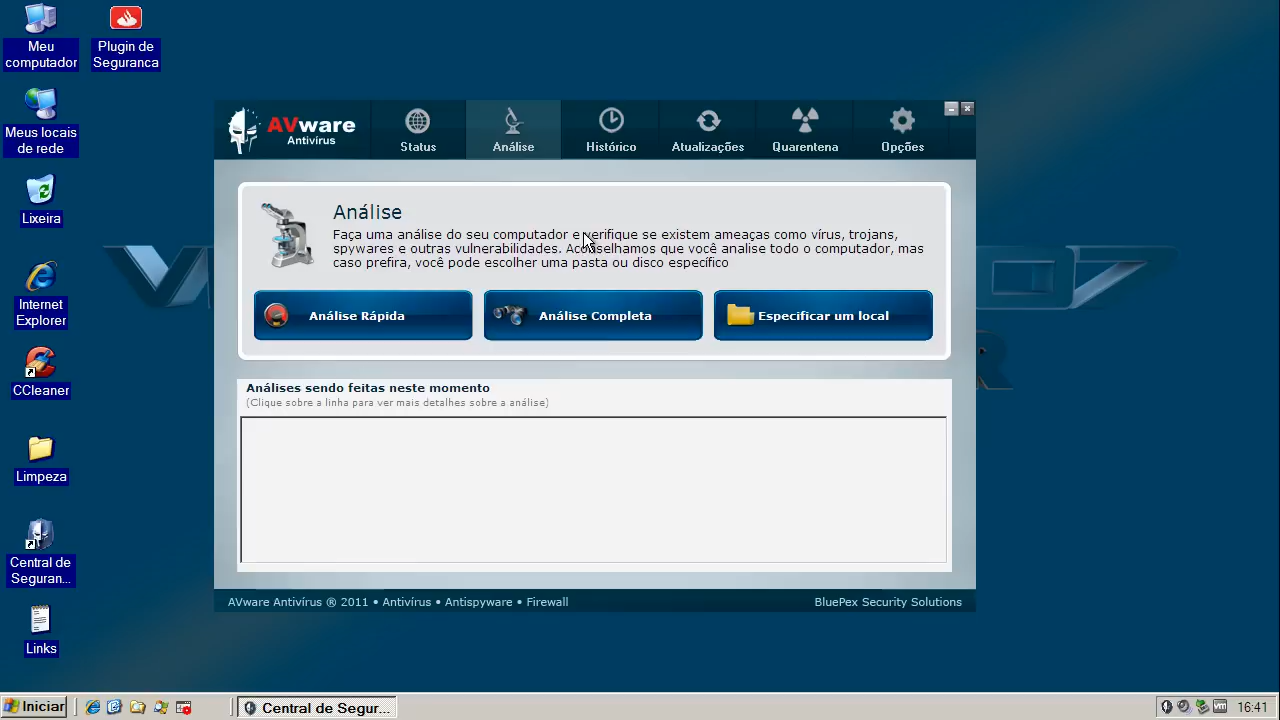 Meu
computador
Plugin de
Seguranca
Meus locais
de rede
Lixeira
Internet
Explorer
CCleaner
Limpeza
Central de
Seguran...
Links
AVware
Antivírus
Status
Análise
Histórico
Atualizações
Quarentena
Opções
Análise
Faça uma análise do seu computador e verifique se existem ameaças como vírus, trojans,
spywares e outras vulnerabilidades. Aconselhamos que você analise todo o computador, mas
caso prefira, você pode escolher uma pasta ou disco específico
Análise Rápida
Análise Completa
Especificar um local
Análises sendo feitas neste momento
(Clique sobre a linha para ver mais detalhes sobre a análise)
AVware Antivírus ® 2011 • Antivírus • Antispyware • Firewall
BluePex Security Solutions
Iniciar
Central de Segur...
16:41